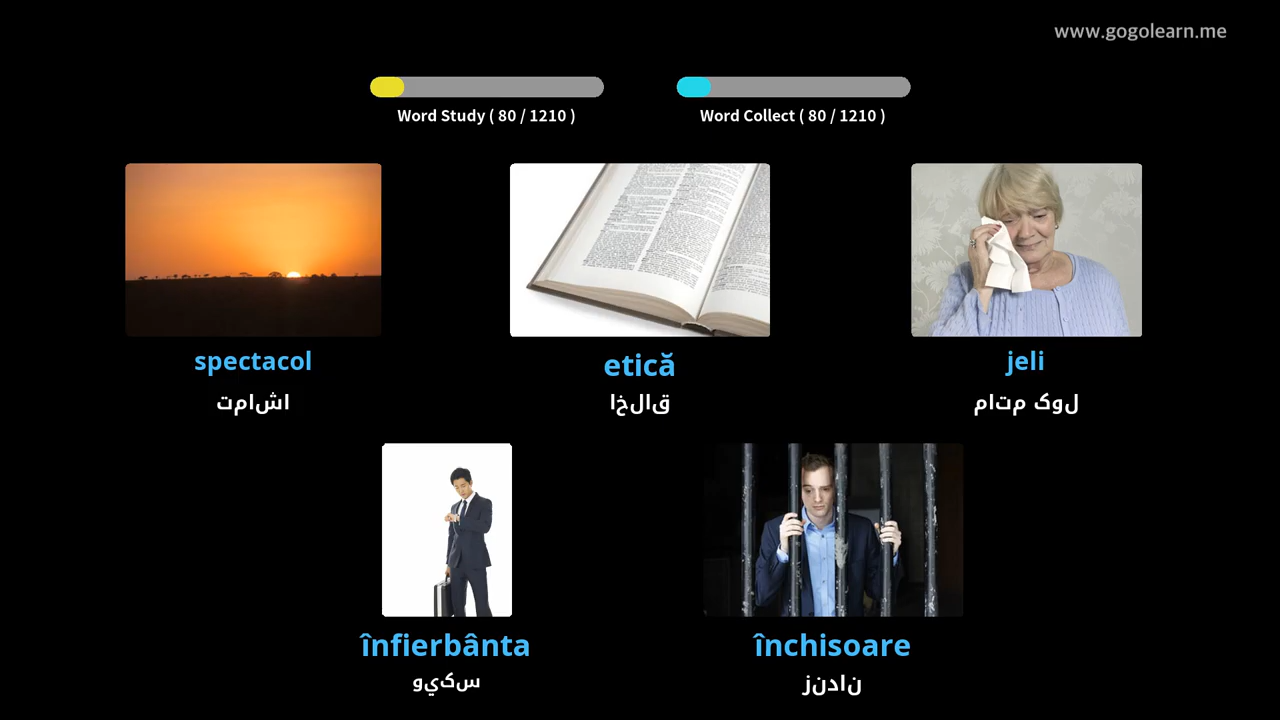 www.gogolearn.me
Word Study ( 80 / 1210 )
Word Collect ( 80 / 1210 )
spectacol
اشامت
etică
قالخا
jeli
لوک متام
înfierbânta
سکيو
închisoare
نادنز